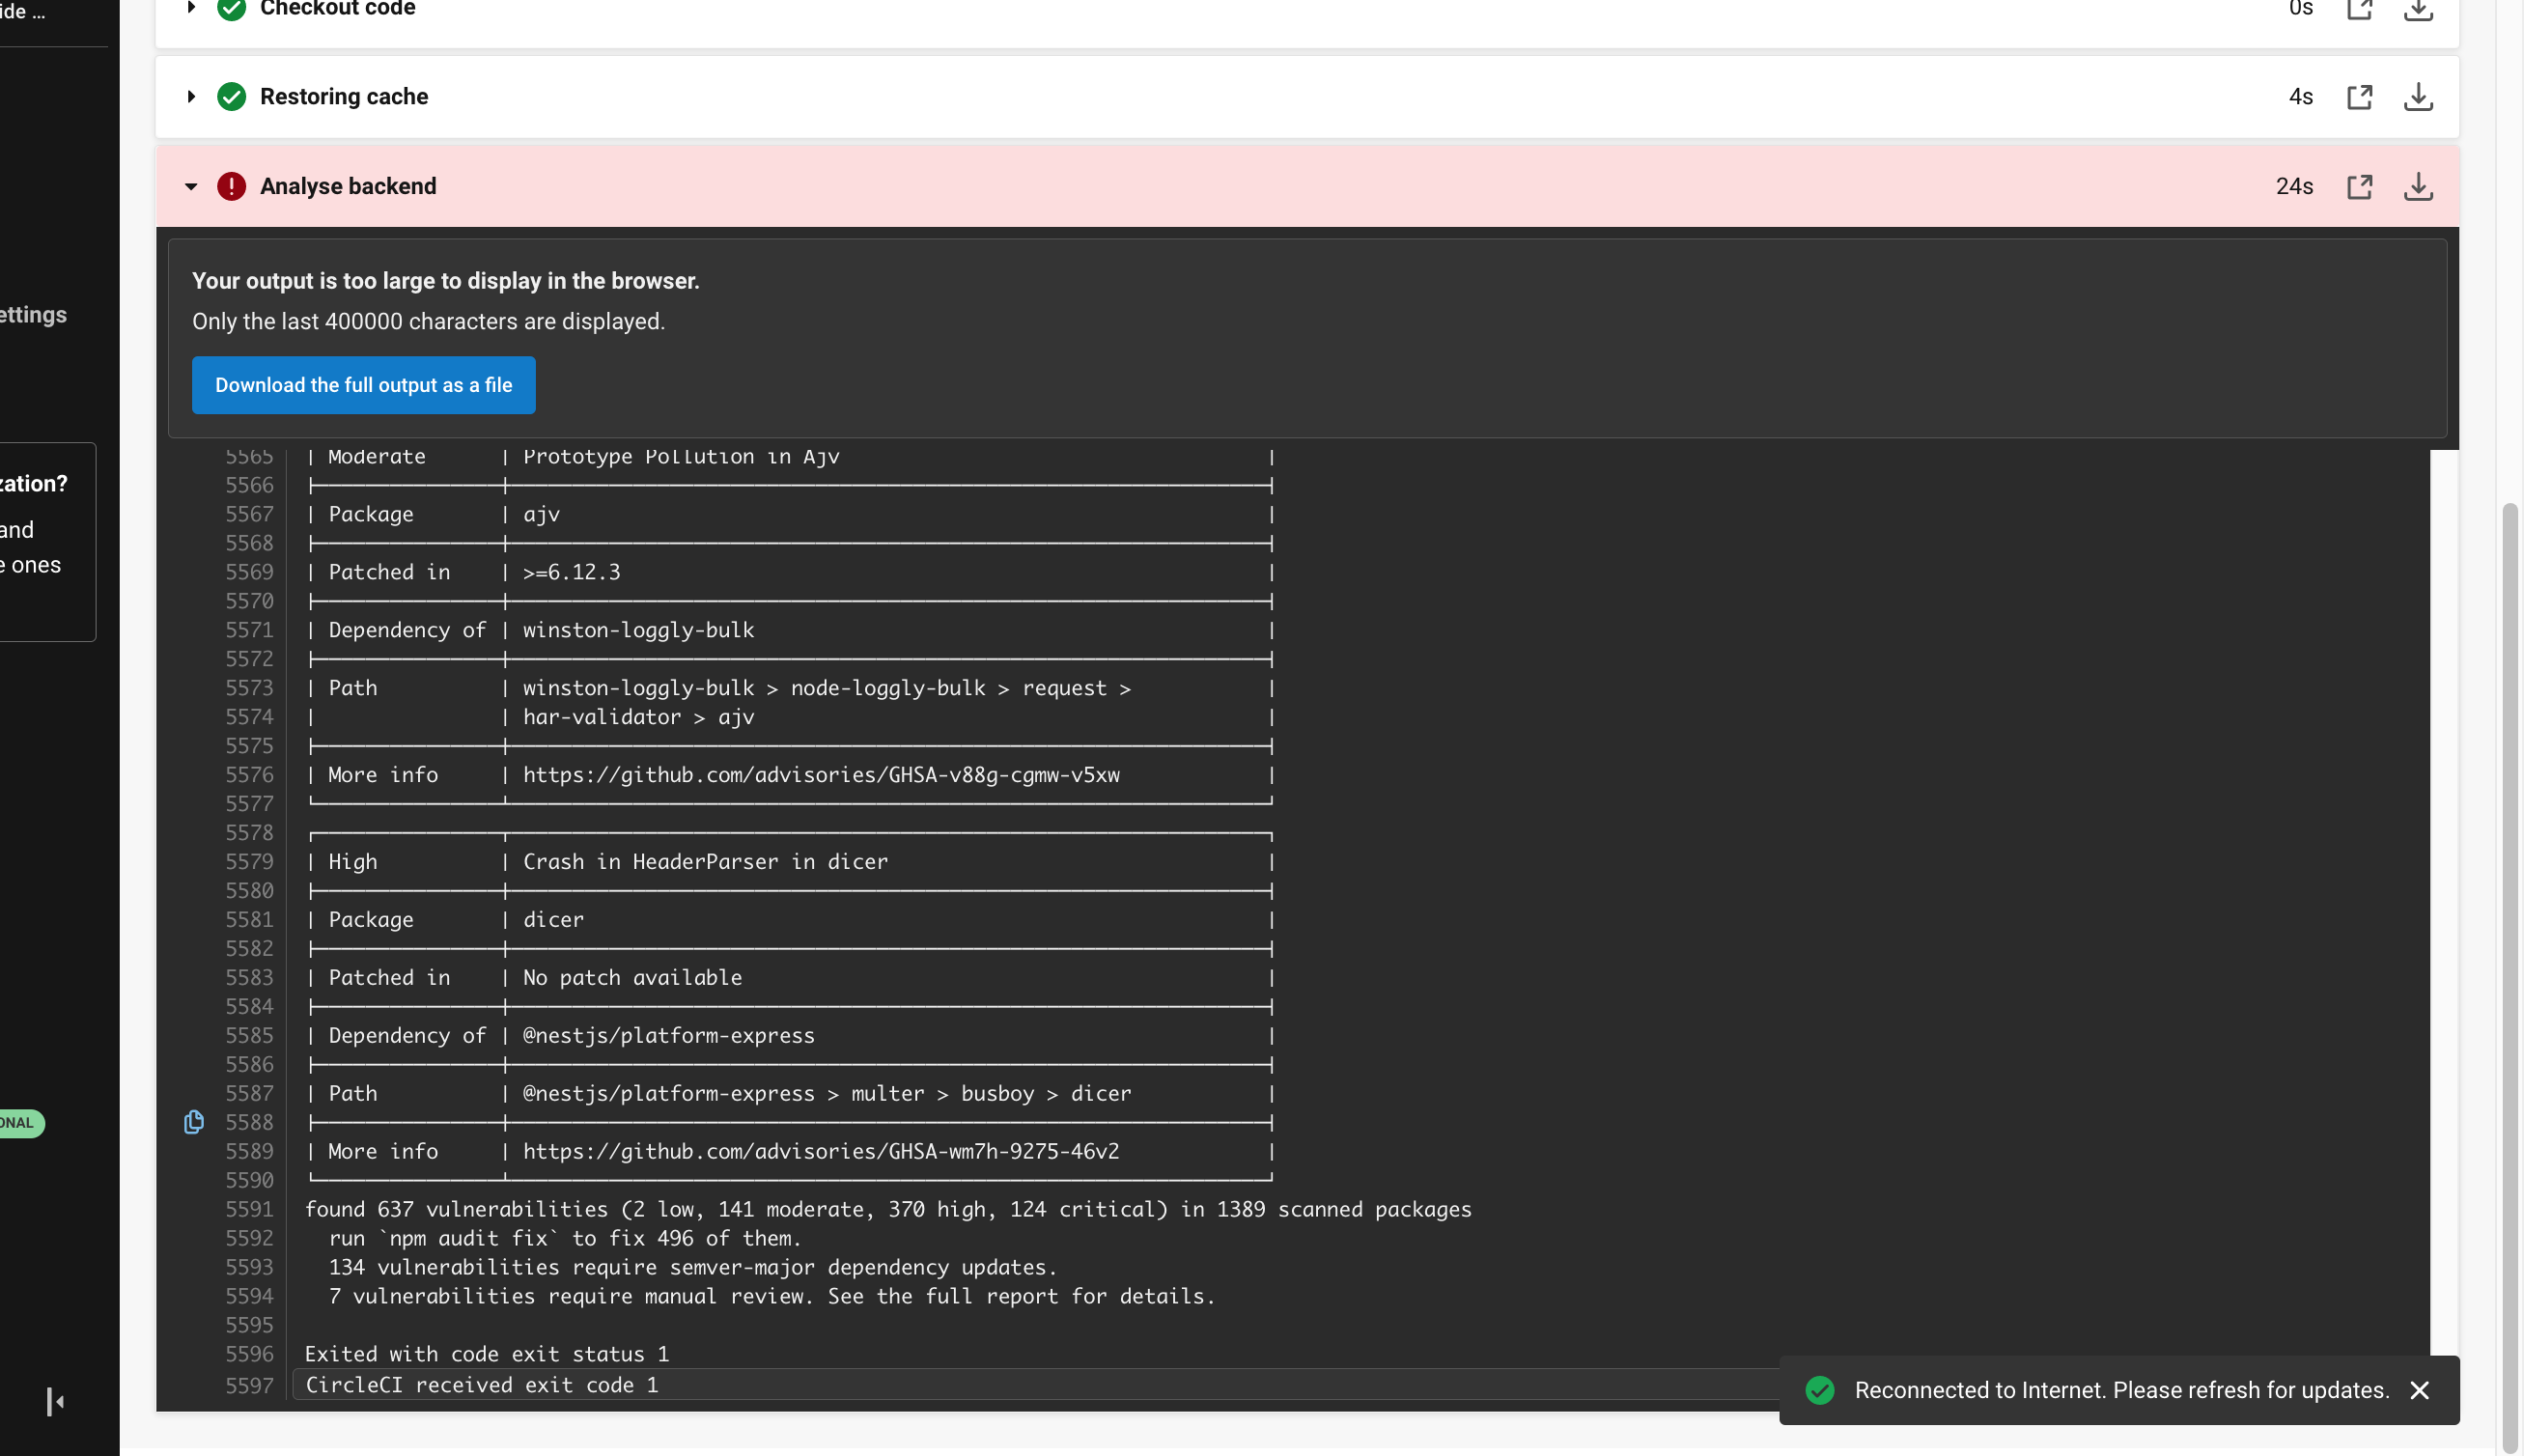 ide ...
Checkout code 0s
Restoring cache 4s
Analyse backend 24s
Your output is too large to display in the browser.
Only the last 400000 characters are displayed.
Download the full output as a file
ettings
zation?
and
e ones
ONAL
5565 | Moderate | Prototype Pollution in Ajv |
5566
5567 | Package | ajv |
5568
5569 | Patched in | >=6.12.3 |
5570
5571 | Dependency of | winston-loggly-bulk |
5572
5573 | Path | winston-loggly-bulk > node-loggly-bulk > request > |
5574 | | har-validator > ajv |
5575
5576 | More info | https://github.com/advisories/GHSA-v88g-cgmw-v5xw |
5577
5578
5579 | High | Crash in HeaderParser in dicer |
5580
5581 | Package | dicer |
5582
5583 | Patched in | No patch available |
5584
5585 | Dependency of | @nestjs/platform-express |
5586
5587 | Path | @nestjs/platform-express > multer > busboy > dicer |
5588
5589 | More info | https://github.com/advisories/GHSA-wm7h-9275-46v2 |
5590
5591 found 637 vulnerabilities (2 low, 141 moderate, 370 high, 124 critical) in 1389 scanned packages
5592 run `npm audit fix` to fix 496 of them.
5593 134 vulnerabilities require semver-major dependency updates.
5594 7 vulnerabilities require manual review. See the full report for details.
5595
5596 Exited with code exit status 1
5597 CircleCI received exit code 1
Reconnected to Internet. Please refresh for updates.